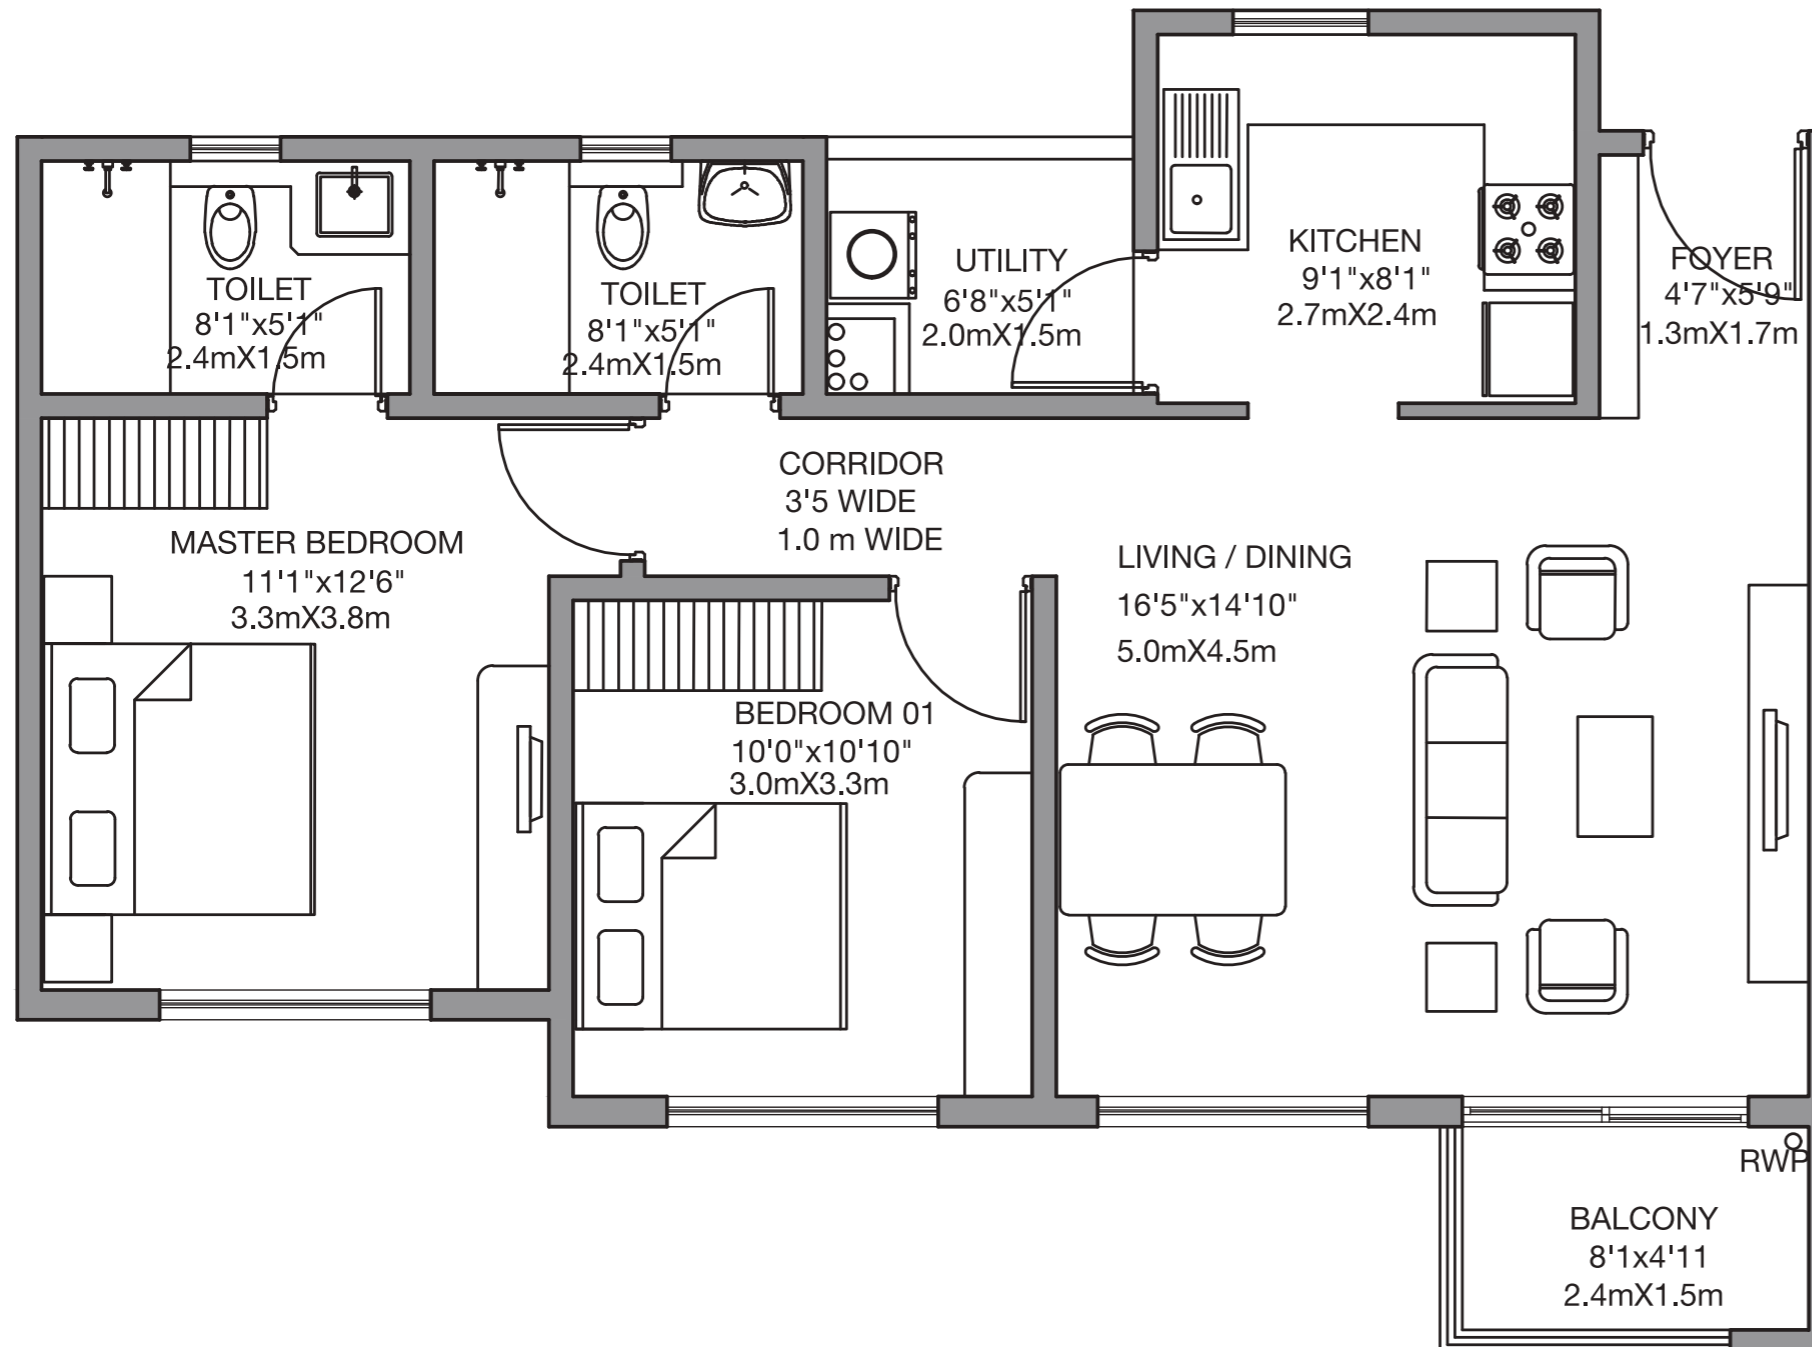 TOILET
8'1"x5'1"
2.4mX1.5m
TOILET
8'1"x5'1"
2.4mX1.5m
UTILITY
6'8"x5'1"
2.0mX1.5m
KITCHEN
9'1"x8'1"
2.7mX2.4m
FOYER
4'7"x5'9"
1.3mX1.7m
CORRIDOR
3'5 WIDE
1.0 m WIDE
MASTER BEDROOM
11'1"x12'6"
3.3mX3.8m
LIVING / DINING
16'5"x14'10"
5.0mX4.5m
BEDROOM 01
10'0"x10'10"
3.0mX3.3m
RWP
BALCONY
8'1x4'11
2.4mX1.5m